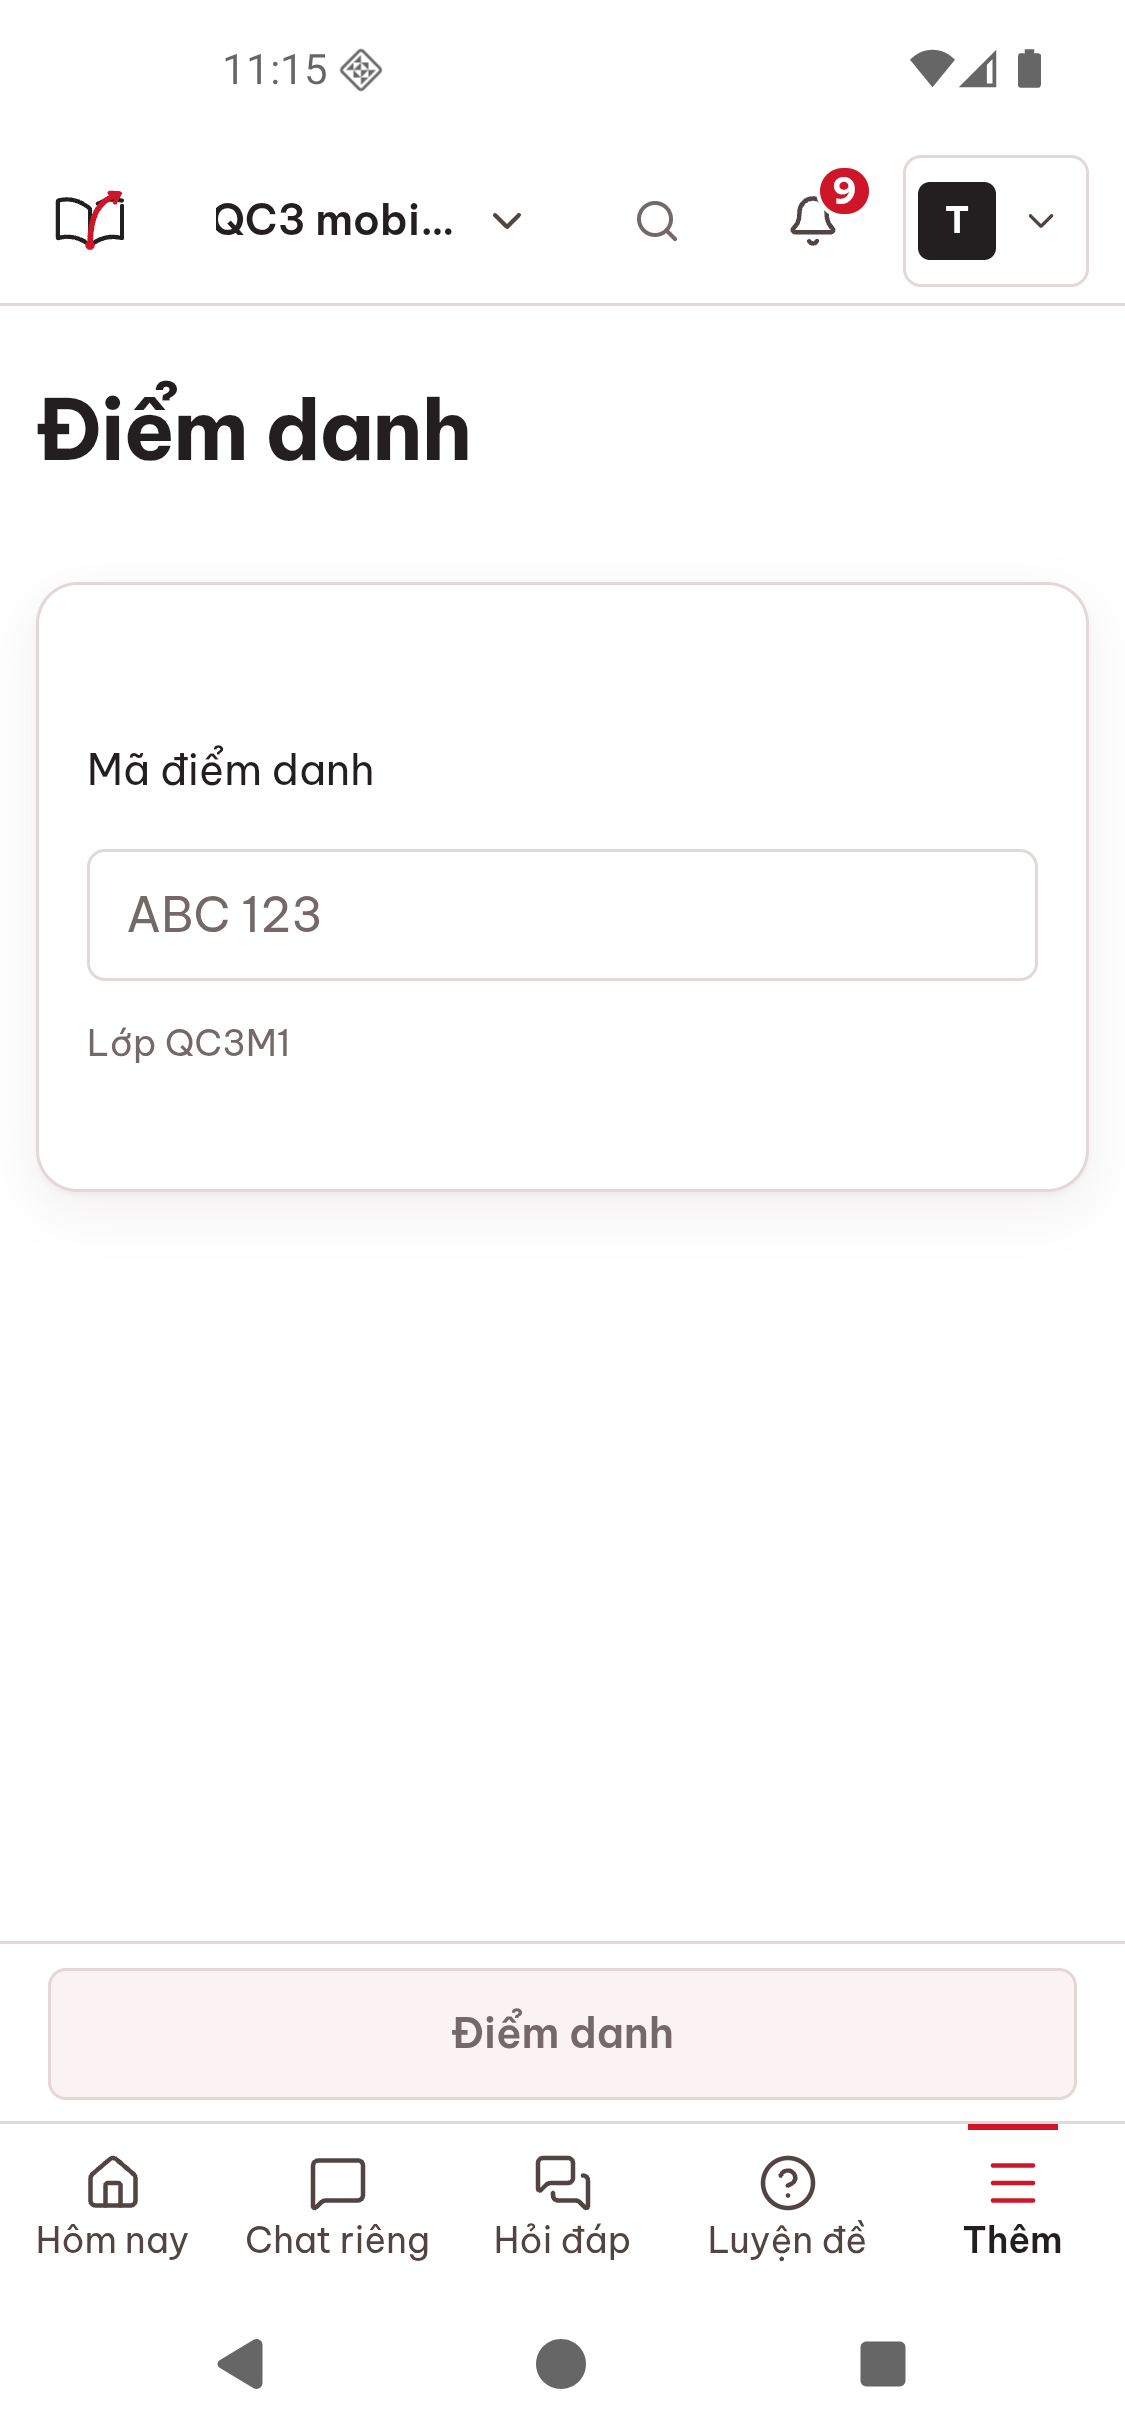 11:15
QC3 mobi...
9
T
Điểm danh
Mã điểm danh
ABC 123
Lớp QC3M1
Điểm danh
Hôm nay
Chat riêng
Hỏi đáp
Luyện đề
Thêm